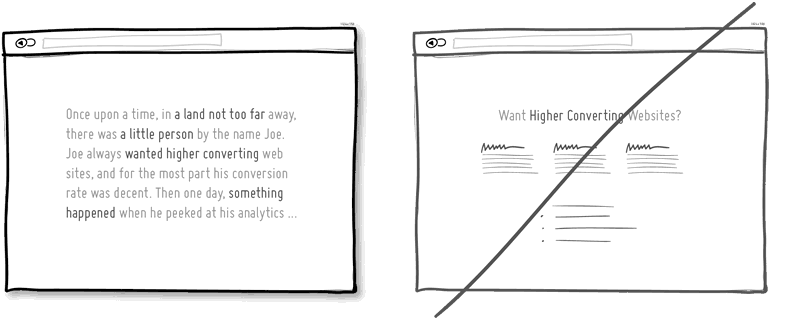 Once upon a time, in a land not too far away,
there was a little person by the name Joe.
Joe always wanted higher converting web
sites, and for the most part his conversion
rate was decent. Then one day, something
happened when he peeked at his analytics ...
Want Higher Converting Websites?